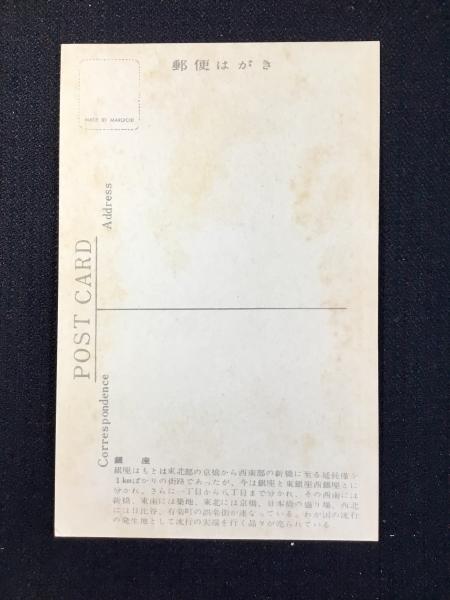 郵便はがき
MADE BY MARUICHI
POST CARD
Address
Correspondence
銀座
銀座はもとは東北部の京橋から西南部の新橋に至る延長僅か
1kmばかりの街路であったが、今は銀座と東銀座西銀座とに
分かれ、さらに一丁目から八丁目まで分かれ、その西南には
新橋、東南には築地、東北には京橋、日本橋の盛り場、西北
には日比谷、有楽町の娯楽街が連なっている。わが国の流行
の発生地として流行の尖端を行く品々が売られている